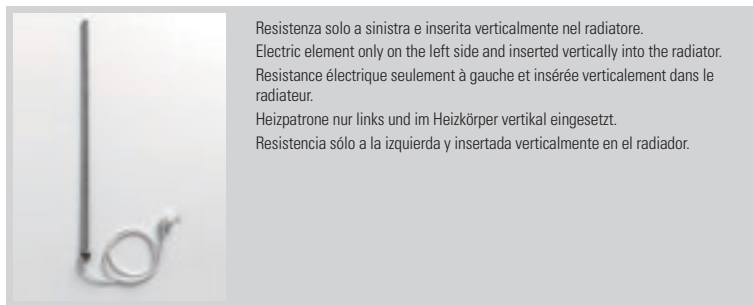 Resistenza solo a sinistra e inserita verticalmente nel radiatore.
Electric element only on the left side and inserted vertically into the radiator.
Resistance électrique seulement à gauche et insérée verticalement dans le
radiateur.
Heizpatrone nur links und im Heizkörper vertikal eingesetzt.
Resistencia sólo a la izquierda y insertada verticalmente en el radiador.